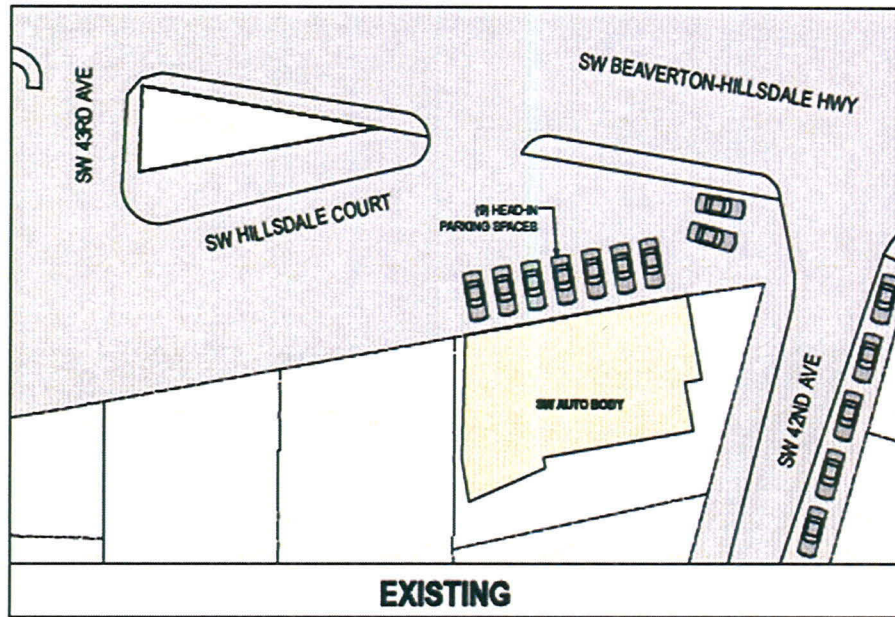 SW 43RD AVE
SW BEAVERTON-HILLSDALE HWY
SW HILLSDALE COURT
(9) HEAD-IN
PARKING SPACES
SW AUTO BODY
SW 42ND AVE
EXISTING